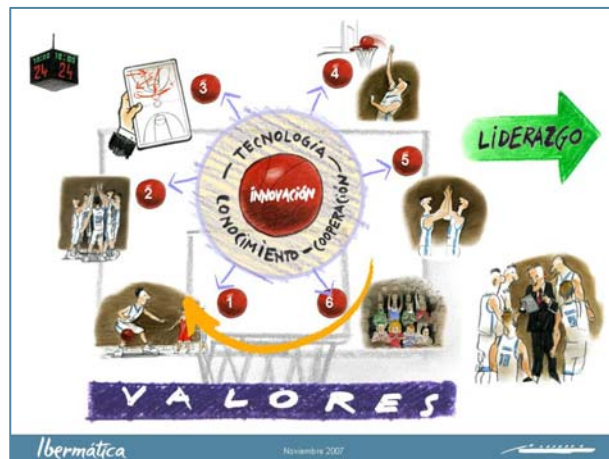 24 24
3
4
TECNOLOGÍA
LIDERAZGO
5
2
INNOVACIÓN
CONOCIMIENTO – COOPERACIÓN
1
6
VALORES
Ibermática
Noviembre 2007